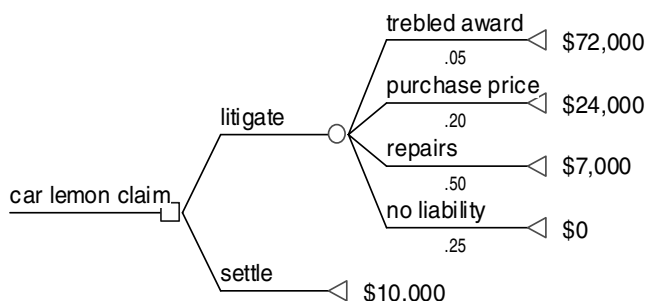 trebled award
.05
$72,000
purchase price
.20
$24,000
litigate
repairs
.50
$7,000
car lemon claim
no liability
.25
$0
settle
$10,000